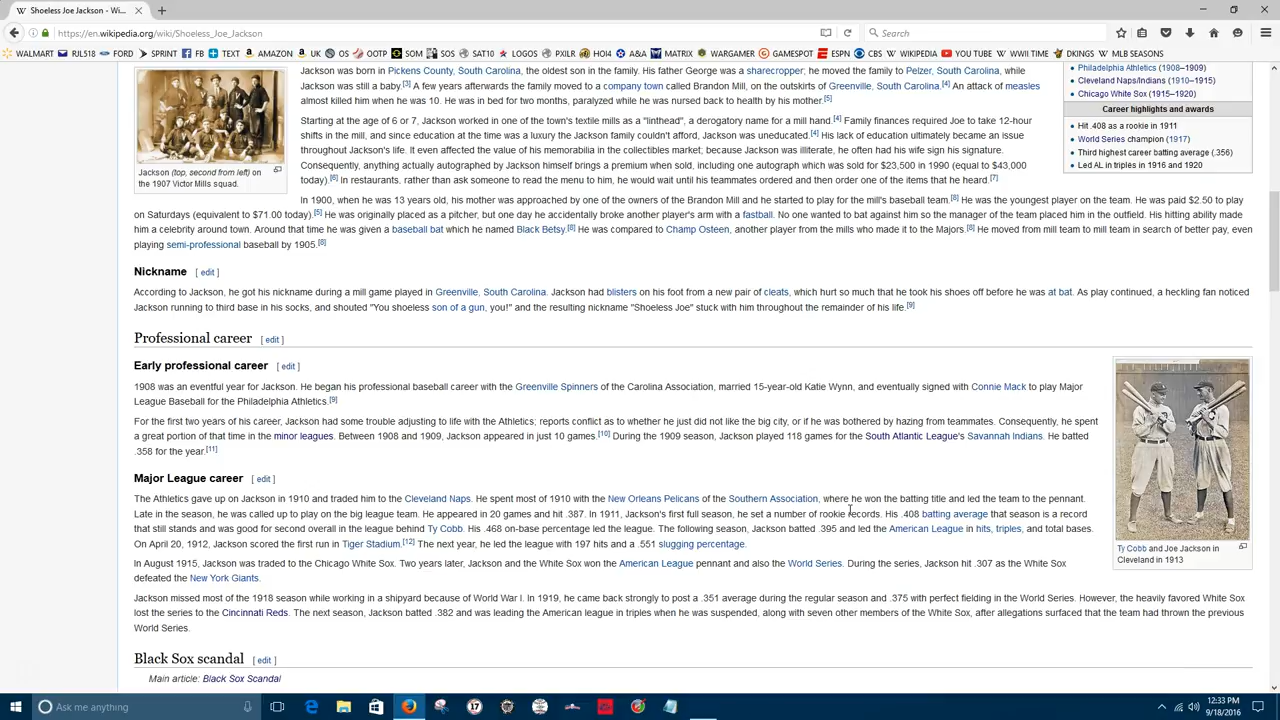 Shoeless Joe Jackson - Wi...
https://en.wikipedia.org/wiki/Shoeless_Joe_Jackson
Search
WALMART RJL518 FORD SPRINT FB TEXT AMAZON UK OS OOTP SOM SOS SAT10 LOGOS PXILR HOI4 A&A MATRIX WARGAMER GAMESPOT ESPN CBS WIKIPEDIA YOU TUBE WWII TIME DKINGS MLB SEASONS
Jackson (top, second from left) on
the 1907 Victor Mills squad.
Jackson was born in Pickens County, South Carolina, the oldest son in the family. His father George was a sharecropper; he moved the family to Pelzer, South Carolina, while
Jackson was still a baby.[3] A few years afterwards the family moved to a company town called Brandon Mill, on the outskirts of Greenville, South Carolina.[4] An attack of measles
almost killed him when he was 10. He was in bed for two months, paralyzed while he was nursed back to health by his mother.[5]
Starting at the age of 6 or 7, Jackson worked in one of the town's textile mills as a "linthead", a derogatory name for a mill hand.[4] Family finances required Joe to take 12-hour
shifts in the mill, and since education at the time was a luxury the Jackson family couldn't afford, Jackson was uneducated.[4] His lack of education ultimately became an issue
throughout Jackson's life. It even affected the value of his memorabilia in the collectibles market; because Jackson was illiterate, he often had his wife sign his signature.
Consequently, anything actually autographed by Jackson himself brings a premium when sold, including one autograph which was sold for $23,500 in 1990 (equal to $43,000
today).[6] In restaurants, rather than ask someone to read the menu to him, he would wait until his teammates ordered and then order one of the items that he heard.[7]
In 1900, when he was 13 years old, his mother was approached by one of the owners of the Brandon Mill and he started to play for the mill's baseball team.[8] He was the youngest player on the team. He was paid $2.50 to play
on Saturdays (equivalent to $71.00 today).[5] He was originally placed as a pitcher, but one day he accidentally broke another player's arm with a fastball. No one wanted to bat against him so the manager of the team placed him in the outfield. His hitting ability made
him a celebrity around town. Around that time he was given a baseball bat which he named Black Betsy.[8] He was compared to Champ Osteen, another player from the mills who made it to the Majors.[8] He moved from mill team to mill team in search of better pay, even
playing semi-professional baseball by 1905.[8]
Philadelphia Athletics (1908–1909)
Cleveland Naps/Indians (1910–1915)
Chicago White Sox (1915–1920)
Career highlights and awards
Hit .408 as a rookie in 1911
World Series champion (1917)
Third highest career batting average (.356)
Led AL in triples in 1916 and 1920
Nickname [ edit ]
According to Jackson, he got his nickname during a mill game played in Greenville, South Carolina. Jackson had blisters on his foot from a new pair of cleats, which hurt so much that he took his shoes off before he was at bat. As play continued, a heckling fan noticed
Jackson running to third base in his socks, and shouted "You shoeless son of a gun, you!" and the resulting nickname "Shoeless Joe" stuck with him throughout the remainder of his life.[9]
Professional career [ edit ]
Early professional career [ edit ]
1908 was an eventful year for Jackson. He began his professional baseball career with the Greenville Spinners of the Carolina Association, married 15-year-old Katie Wynn, and eventually signed with Connie Mack to play Major
League Baseball for the Philadelphia Athletics.[9]
For the first two years of his career, Jackson had some trouble adjusting to life with the Athletics; reports conflict as to whether he just did not like the big city, or if he was bothered by hazing from teammates. Consequently, he spent
a great portion of that time in the minor leagues. Between 1908 and 1909, Jackson appeared in just 10 games.[10] During the 1909 season, Jackson played 118 games for the South Atlantic League's Savannah Indians. He batted
.358 for the year.[11]
Major League career [ edit ]
The Athletics gave up on Jackson in 1910 and traded him to the Cleveland Naps. He spent most of 1910 with the New Orleans Pelicans of the Southern Association, where he won the batting title and led the team to the pennant.
Late in the season, he was called up to play on the big league team. He appeared in 20 games and hit .387. In 1911, Jackson's first full season, he set a number of rookie records. His .408 batting average that season is a record
that still stands and was good for second overall in the league behind Ty Cobb. His .468 on-base percentage led the league. The following season, Jackson batted .395 and led the American League in hits, triples, and total bases.
On April 20, 1912, Jackson scored the first run in Tiger Stadium.[12] The next year, he led the league with 197 hits and a .551 slugging percentage.
Ty Cobb and Joe Jackson in
Cleveland in 1913
In August 1915, Jackson was traded to the Chicago White Sox. Two years later, Jackson and the White Sox won the American League pennant and also the World Series. During the series, Jackson hit .307 as the White Sox
defeated the New York Giants.
Jackson missed most of the 1918 season while working in a shipyard because of World War I. In 1919, he came back strongly to post a .351 average during the regular season and .375 with perfect fielding in the World Series. However, the heavily favored White Sox
lost the series to the Cincinnati Reds. The next season, Jackson batted .382 and was leading the American league in triples when he was suspended, along with seven other members of the White Sox, after allegations surfaced that the team had thrown the previous
World Series.
Black Sox scandal [ edit ]
Main article: Black Sox Scandal
Ask me anything
12:33 PM
9/18/2016